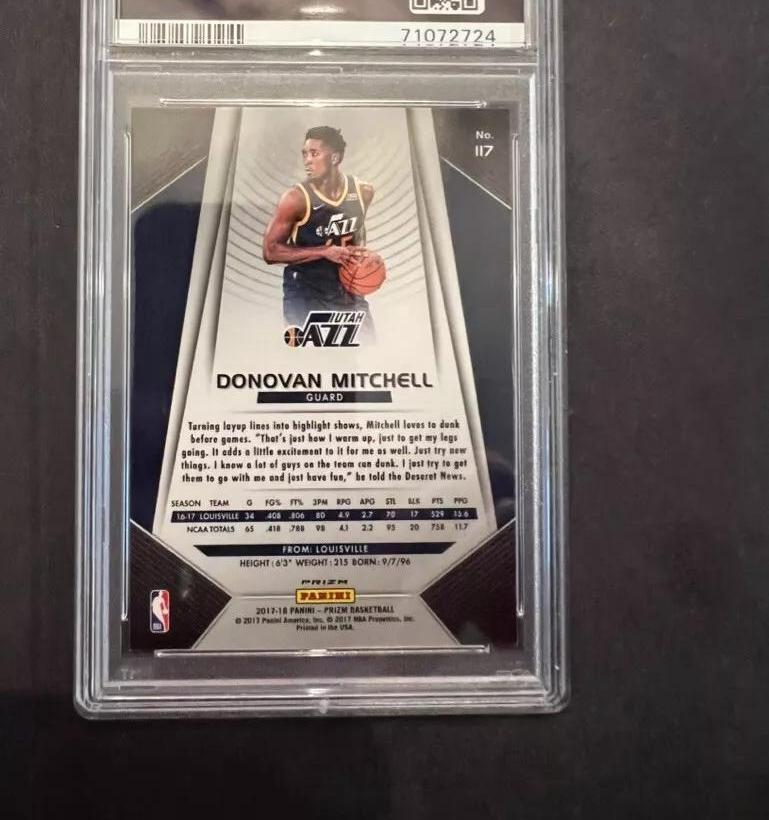 71072724
No.
117
JAZZ
UTAH
JAZZ
DONOVAN MITCHELL
GUARD
Turning layup lines into highlight shows, Mitchell loves to dunk
before games. "That's just how I warm up, just to get my legs
going. It adds a little excitement to it for me as well. Just try new
things. I know a lot of guys on the team can dunk. I just try to get
them to go with me and just have fun," he told the Deseret News.
SEASON TEAM G FG% FT% 3PM RPG APG STL BLK PTS PPG
16-17 LOUISVILLE 34 .408 .806 80 4.9 2.7 70 17 529 15.6
NCAA TOTALS 65 .418 .788 98 4.1 2.2 95 20 758 11.7
FROM: LOUISVILLE
HEIGHT: 6'3" WEIGHT: 215 BORN: 9/7/96
PRIZM
PANINI
2017-18 PANINI – PRIZM BASKETBALL
© 2017 Panini America, Inc. © 2017 NBA Properties, Inc.
Printed in the USA.
NBA